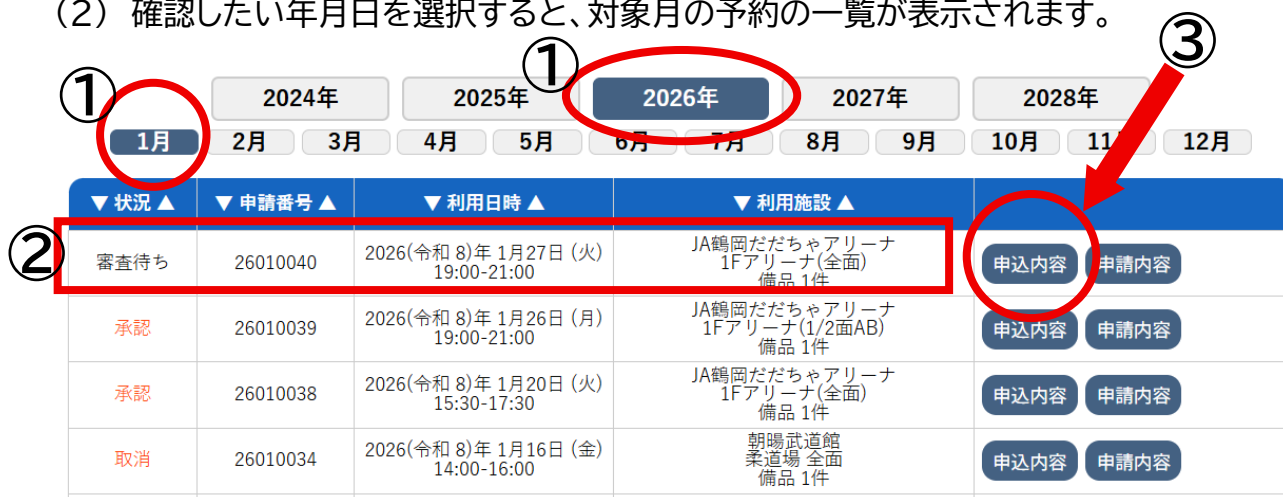 （2） 確認したい年月日を選択すると、対象月の予約の一覧が表示されます。
① ① ③
2024年 2025年 2026年 2027年 2028年
1月 2月 3月 4月 5月 6月 7月 8月 9月 10月 11月 12月
▼ 状況 ▲ ▼ 申請番号 ▲ ▼ 利用日時 ▲ ▼ 利用施設 ▲
②
審査待ち 26010040 2026(令和 8)年 1月27日 (火)
19:00-21:00
JA鶴岡だだちゃアリーナ
1Fアリーナ(全面)
備品 1件
申込内容 申請内容
承認 26010039 2026(令和 8)年 1月26日 (月)
19:00-21:00
JA鶴岡だだちゃアリーナ
1Fアリーナ(1/2面AB)
備品 1件
申込内容 申請内容
承認 26010038 2026(令和 8)年 1月20日 (火)
15:30-17:30
JA鶴岡だだちゃアリーナ
1Fアリーナ(全面)
備品 1件
申込内容 申請内容
取消 26010034 2026(令和 8)年 1月16日 (金)
14:00-16:00
朝暘武道館
柔道場 全面
備品 1件
申込内容 申請内容